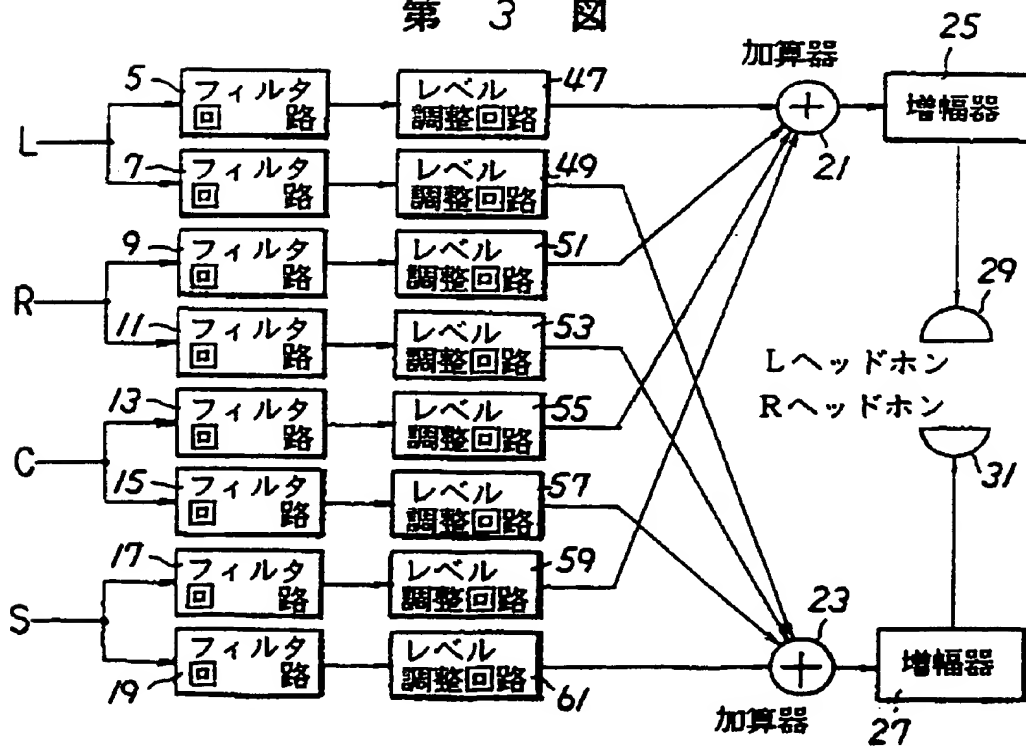 第 3 図
25
加算器
5
フィルタ
回 路
レベル
調整回路
47
増幅器
L
21
7
フィルタ
回 路
レベル
調整回路
49
9
フィルタ
回 路
レベル
調整回路
51
29
R
11
フィルタ
回 路
レベル
調整回路
53
Lヘッドホン
13
フィルタ
回 路
レベル
調整回路
55
Rヘッドホン
C
31
15
フィルタ
回 路
レベル
調整回路
57
17
フィルタ
回 路
レベル
調整回路
59
23
S
19
フィルタ
回 路
レベル
調整回路
61
増幅器
加算器
27